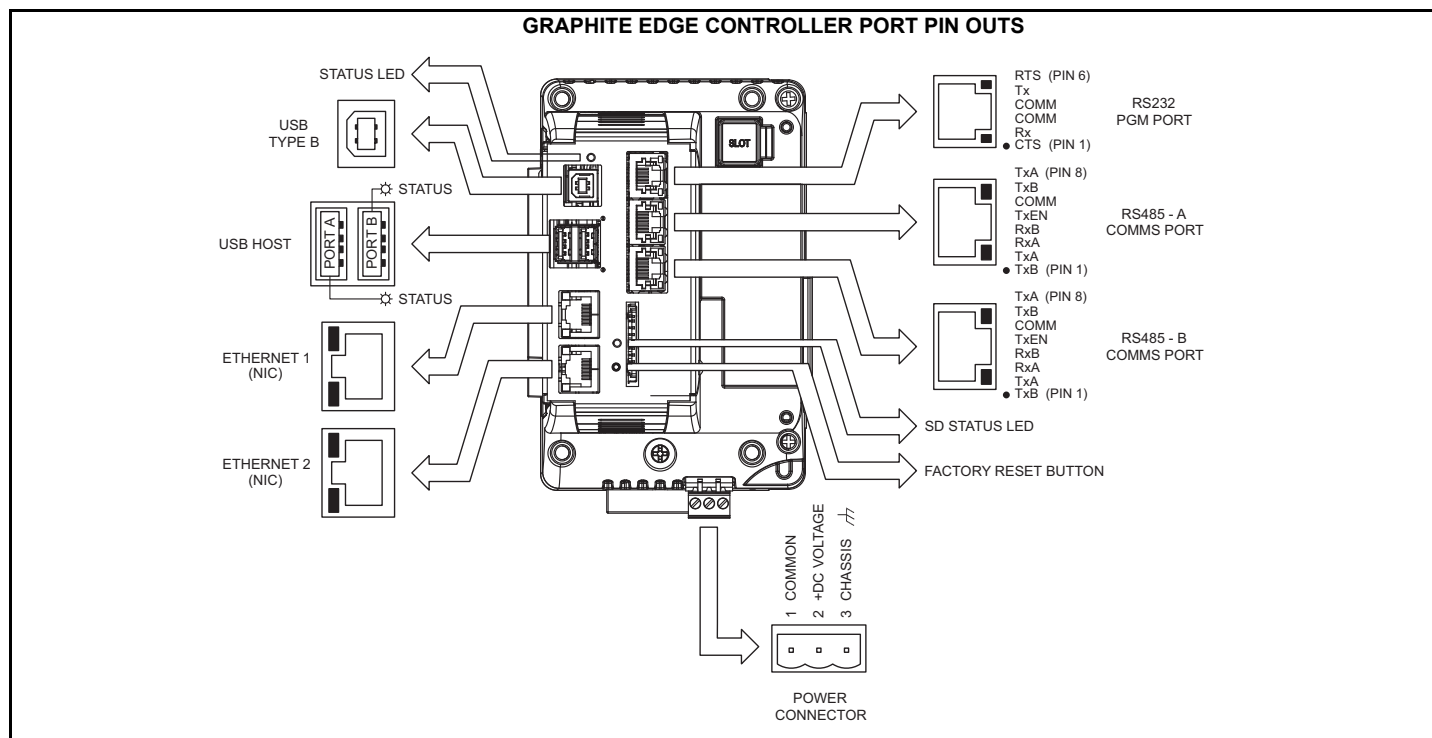 GRAPHITE EDGE CONTROLLER PORT PIN OUTS
STATUS LED
USB
TYPE B
STATUS
PORT A
PORT B
USB HOST
STATUS
ETHERNET 1
(NIC)
ETHERNET 2
(NIC)
SLOT
RTS (PIN 6)
Tx
COMM
COMM
Rx
CTS (PIN 1)
RS232
PGM PORT
TxA (PIN 8)
TxB
COMM
TxEN
RxB
RxA
TxA
TxB (PIN 1)
RS485 - A
COMMS PORT
TxA (PIN 8)
TxB
COMM
TxEN
RxB
RxA
TxA
TxB (PIN 1)
RS485 - B
COMMS PORT
SD STATUS LED
FACTORY RESET BUTTON
1 COMMON
2 +DC VOLTAGE
3 CHASSIS
POWER
CONNECTOR